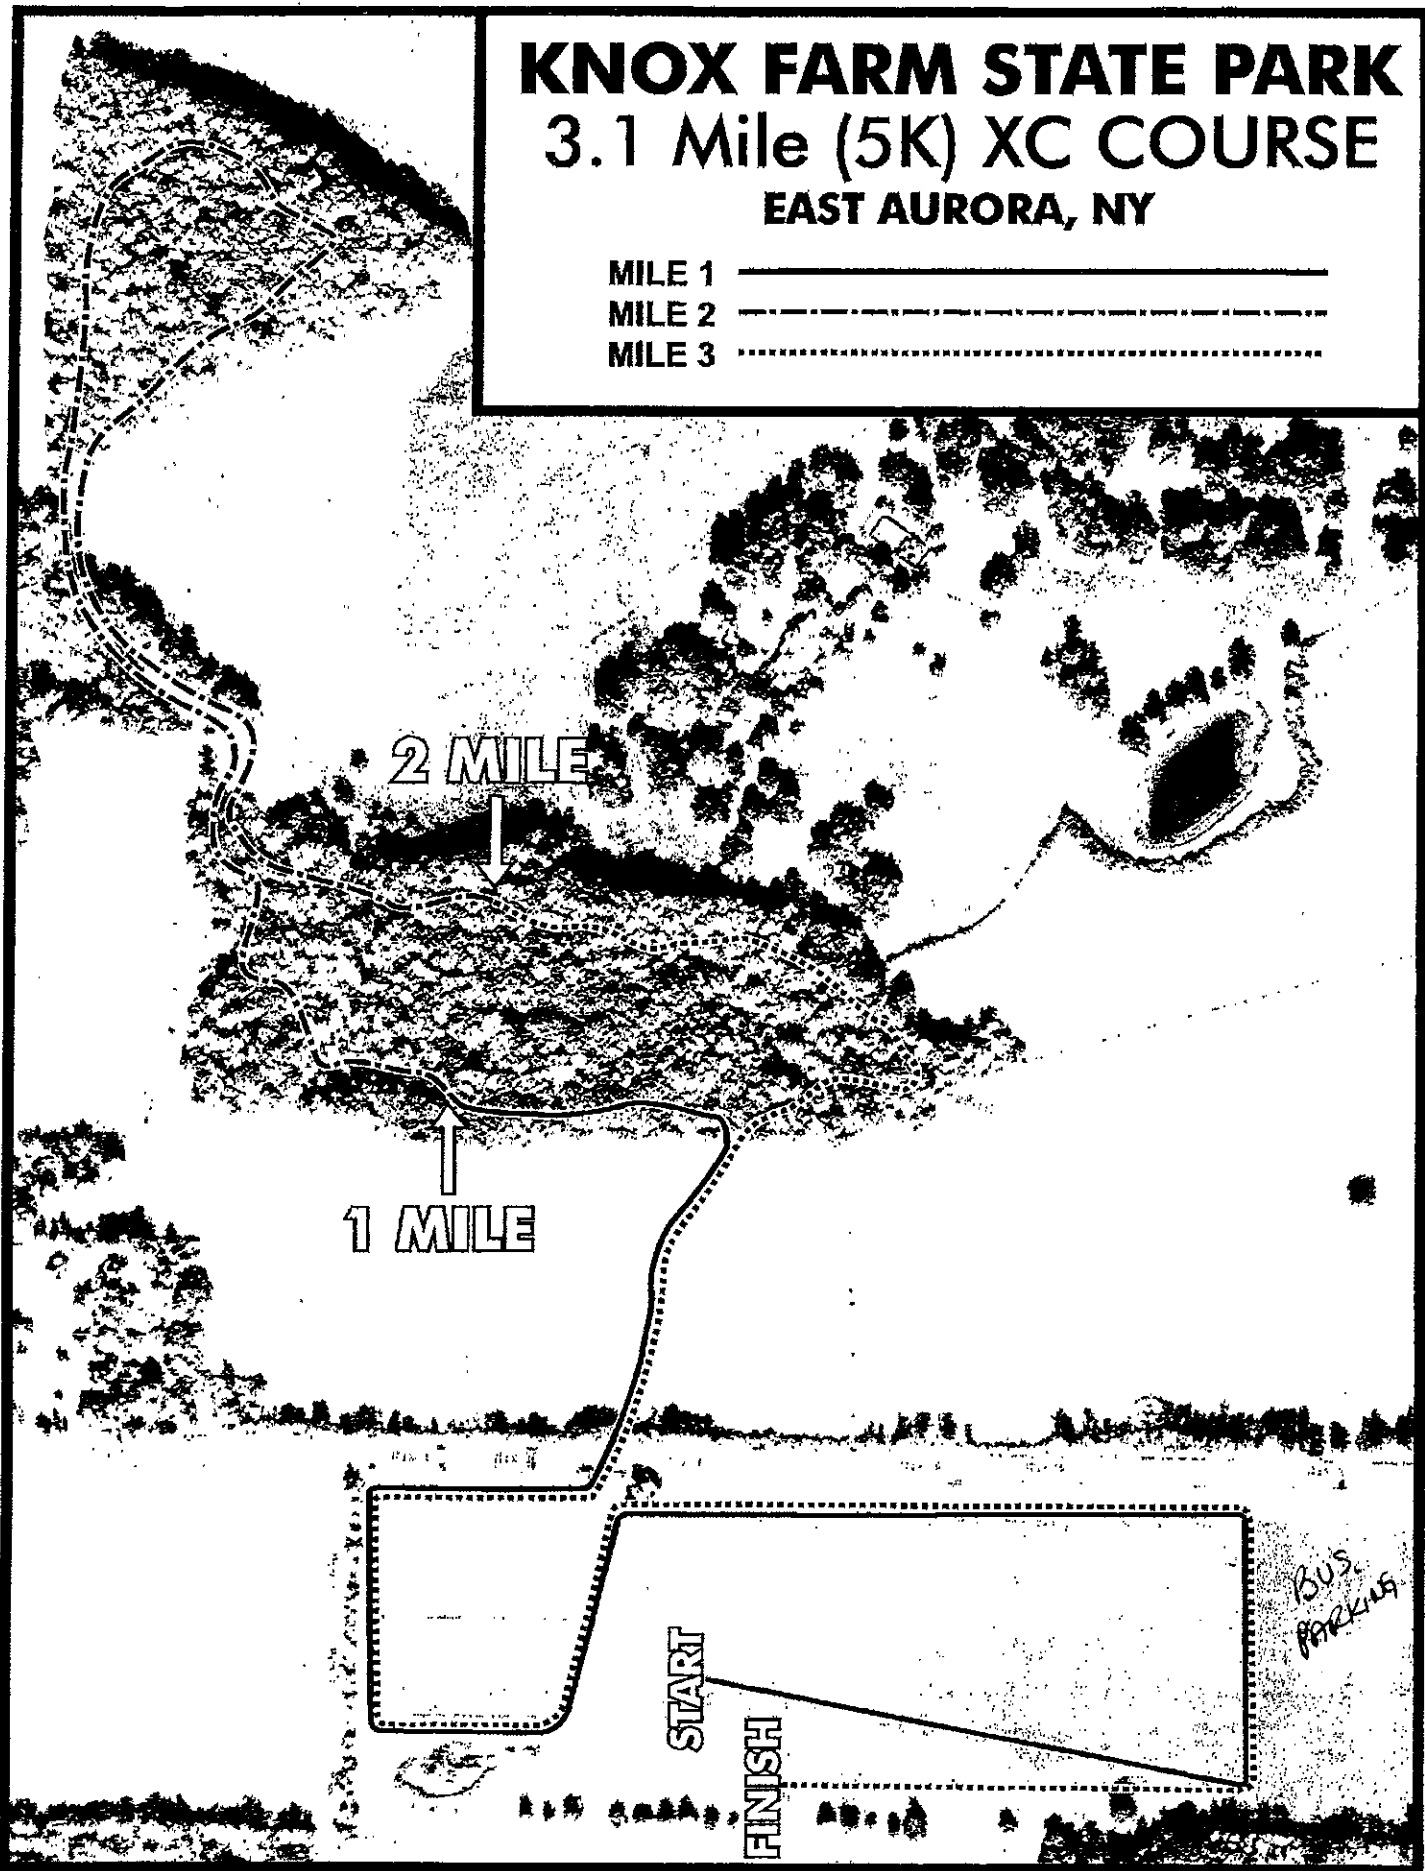 KNOX FARM STATE PARK
3.1 Mile (5K) XC COURSE
EAST AURORA, NY
MILE 1
MILE 2
MILE 3
2 MILE
1 MILE
BUS
PARKING
START
FINISH